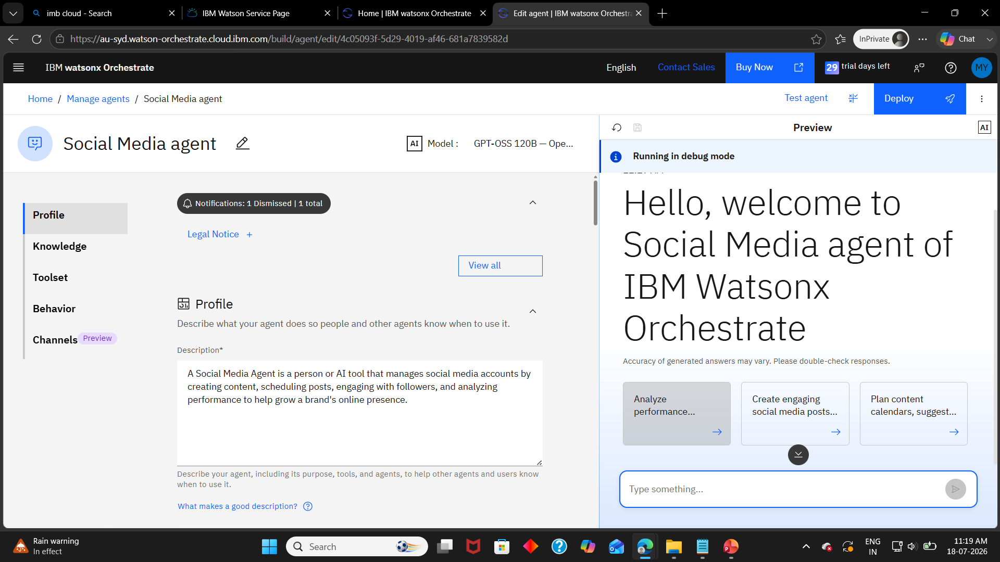 imb cloud - Search
IBM Watson Service Page
Home | IBM watsonx Orchestrate
Edit agent | IBM watsonx Orchestra
https://au-syd.watson-orchestrate.cloud.ibm.com/build/agent/edit/4c05093f-5d29-4019-af46-681a7839582d
InPrivate
Chat
IBM watsonx Orchestrate
English
Contact Sales
Buy Now
29 trial days left
MY
Home / Manage agents / Social Media agent
Test agent
Deploy
Social Media agent
AI Model :
GPT-OSS 120B — Ope...
Preview
AI
Running in debug mode
Profile
Knowledge
Toolset
Behavior
Channels Preview
Notifications: 1 Dismissed | 1 total
Legal Notice +
View all
Profile
Describe what your agent does so people and other agents know when to use it.
Description*
A Social Media Agent is a person or AI tool that manages social media accounts by
creating content, scheduling posts, engaging with followers, and analyzing
performance to help grow a brand's online presence.
Describe your agent, including its purpose, tools, and agents, to help other agents and users know
when to use it.
What makes a good description?
Hello, welcome to
Social Media agent of
IBM Watsonx
Orchestrate
Accuracy of generated answers may vary. Please double-check responses.
Analyze
performance...
Create engaging
social media posts...
Plan content
calendars, suggest...
Type something...
Rain warning
In effect
Search
ENG
IN
11:19 AM
18-07-2026